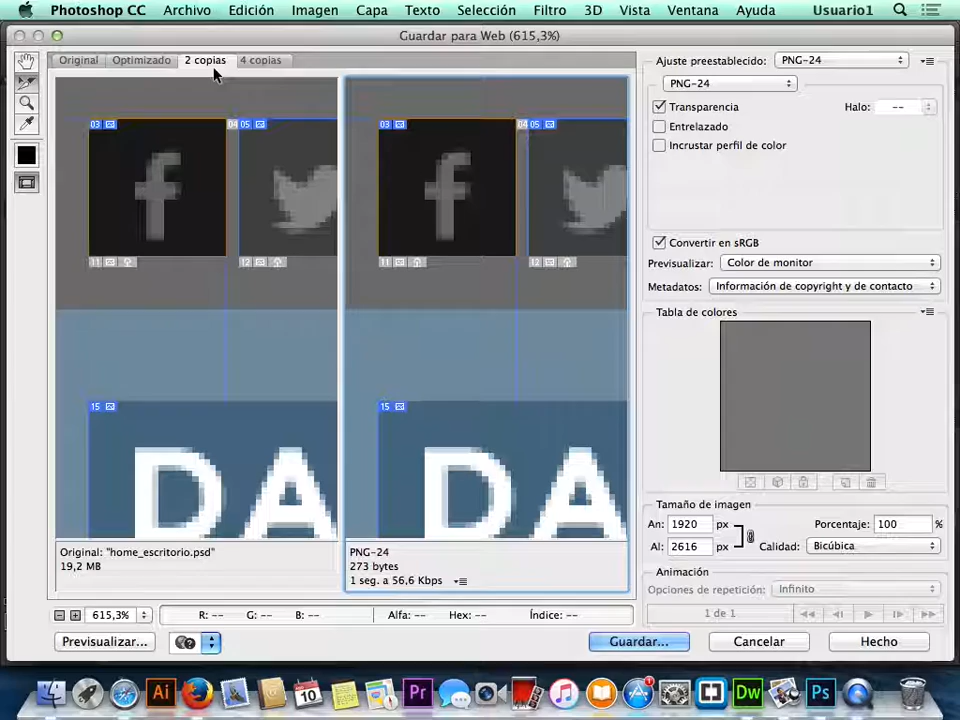 Photoshop CC Archivo Edición Imagen Capa Texto Selección Filtro 3D Vista Ventana Ayuda Usuario1
Guardar para Web (615,3%)
Original Optimizado 2 copias 4 copias
Ajuste preestablecido: PNG-24
PNG-24
Transparencia Halo: --
Entrelazado
Incrustar perfil de color
Convertir en sRGB
Previsualizar: Color de monitor
Metadatos: Información de copyright y de contacto
Tabla de colores
03 04 05 03 04 05
f f
11 12 11 12
15 15
DA DA
Original: "home_escritorio.psd"
19,2 MB
PNG-24
273 bytes
1 seg. a 56,6 Kbps
Tamaño de imagen
An: 1920 px Porcentaje: 100 %
Al: 2616 px Calidad: Bicúbica
Animación
Opciones de repetición: Infinito
1 de 1
615,3% R: -- G: -- B: -- Alfa: -- Hex: -- Índice: --
Previsualizar... Guardar... Cancelar Hecho
Ai 10 Pr 1 Dw Ps